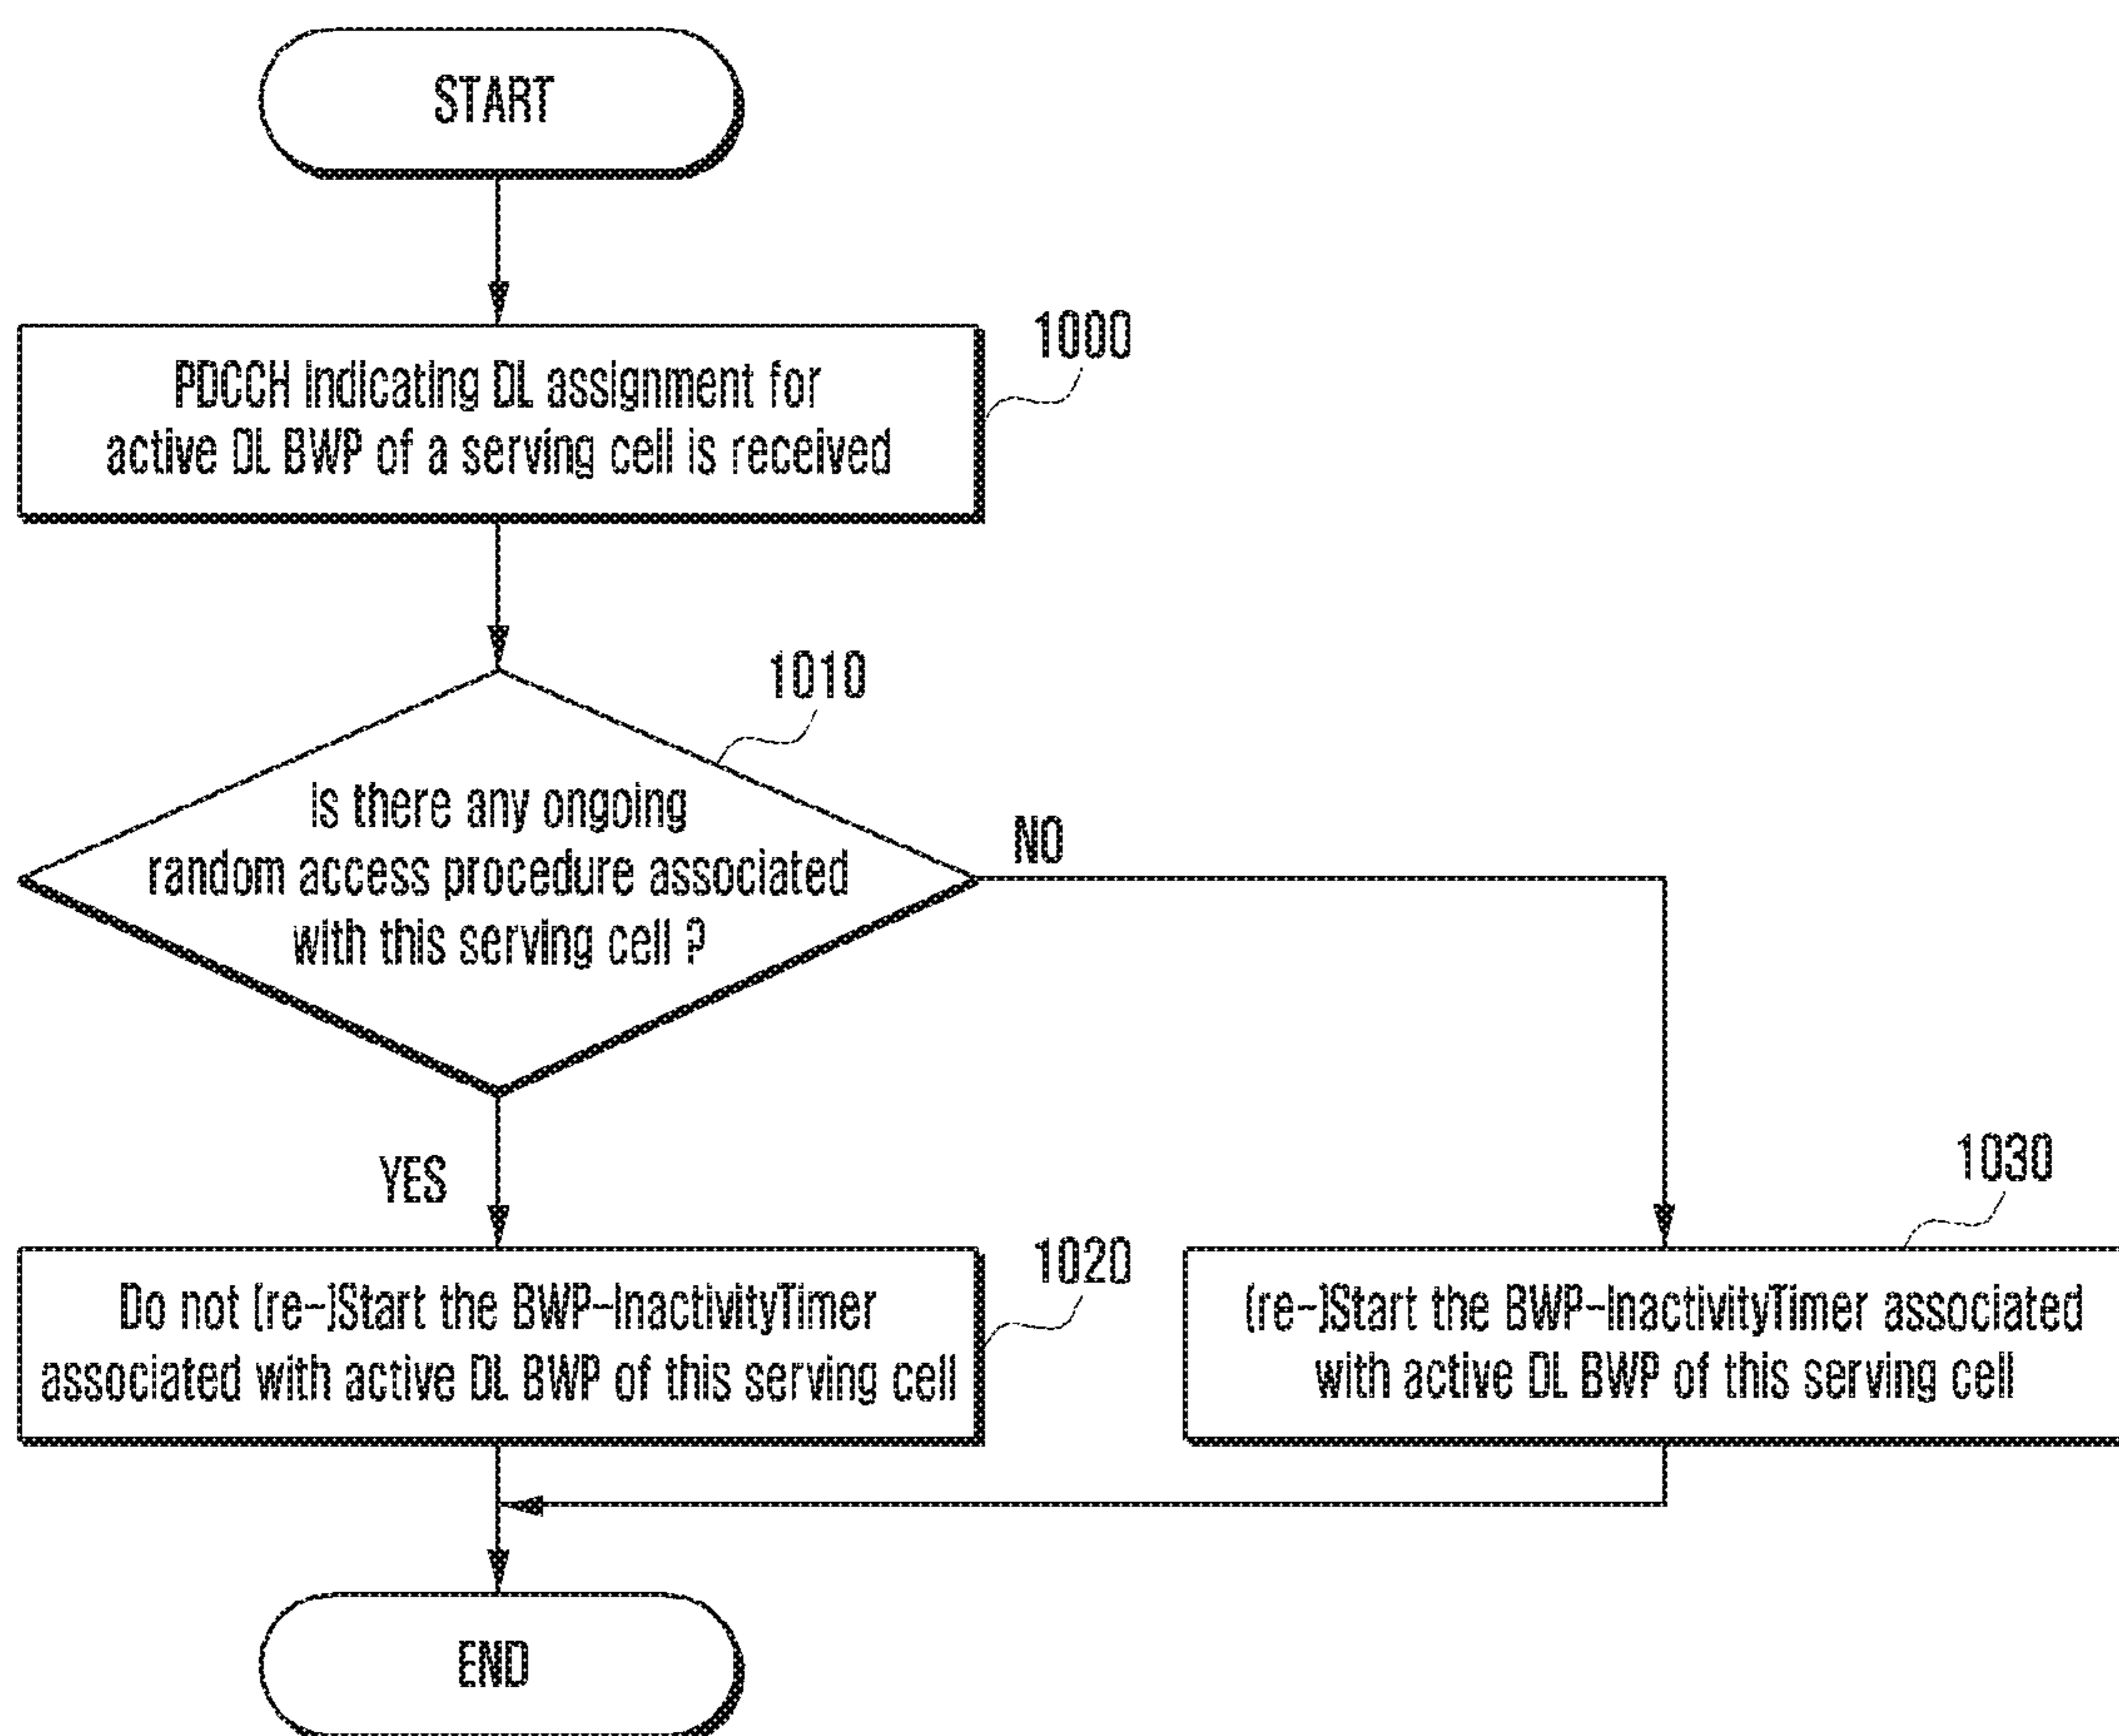 START
PDCCH indicating DL assignment for
active DL BWP of a serving cell is received
1000
1010
Is there any ongoing
random access procedure associated
with this serving cell ?
NO
YES
1020
Do not (re-)Start the BWP-InactivityTimer
associated with active DL BWP of this serving cell
1030
(re-)Start the BWP-InactivityTimer associated
with active DL BWP of this serving cell
END